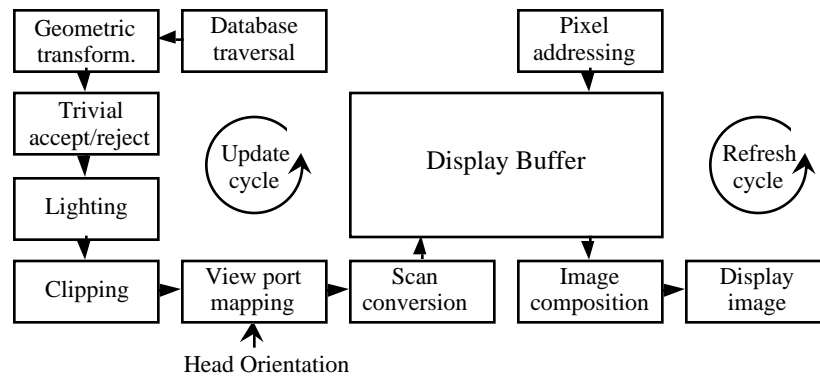 Geometric
transform.
Database
traversal
Pixel
addressing
Trivial
accept/reject
Update
cycle
Display Buffer
Refresh
cycle
Lighting
Clipping
View port
mapping
Scan
conversion
Image
composition
Display
image
Head Orientation